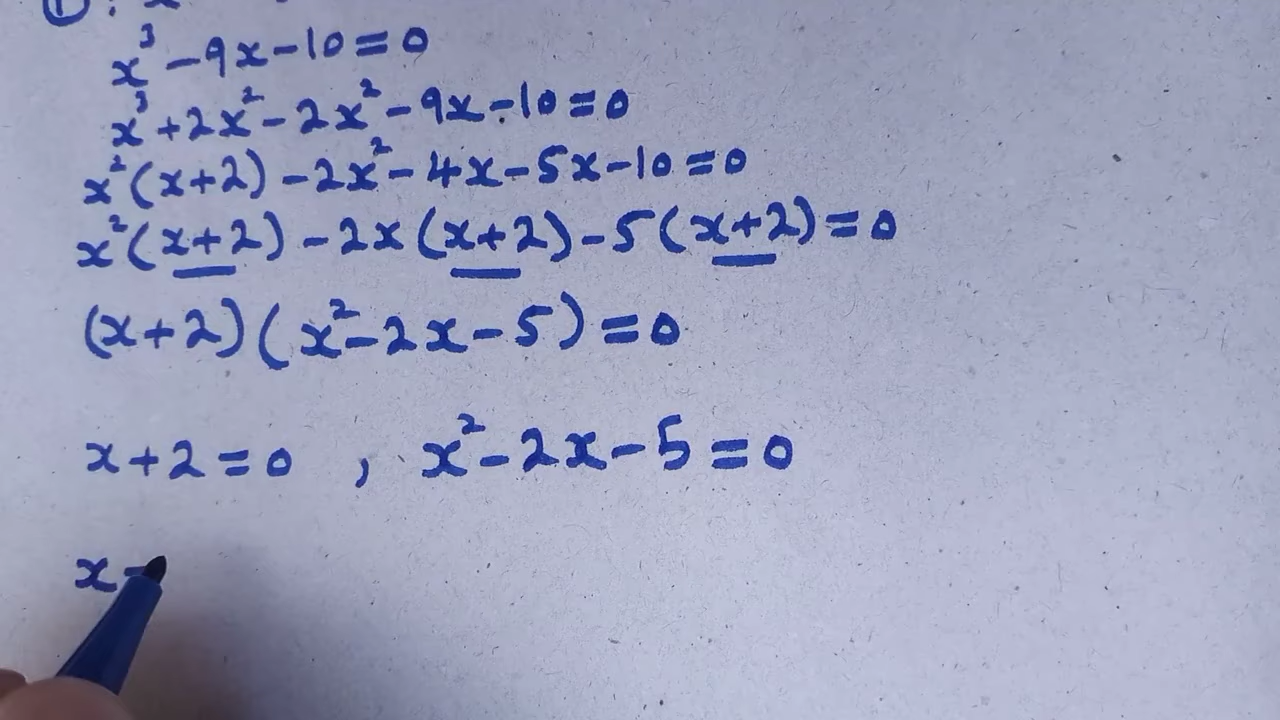 x³ - 9x - 10 = 0
x³ + 2x² - 2x² - 9x - 10 = 0
x²(x+2) - 2x² - 4x - 5x - 10 = 0
x²(x+2) - 2x(x+2) - 5(x+2) = 0
(x+2)(x² - 2x - 5) = 0
x + 2 = 0 , x² - 2x - 5 = 0
x -